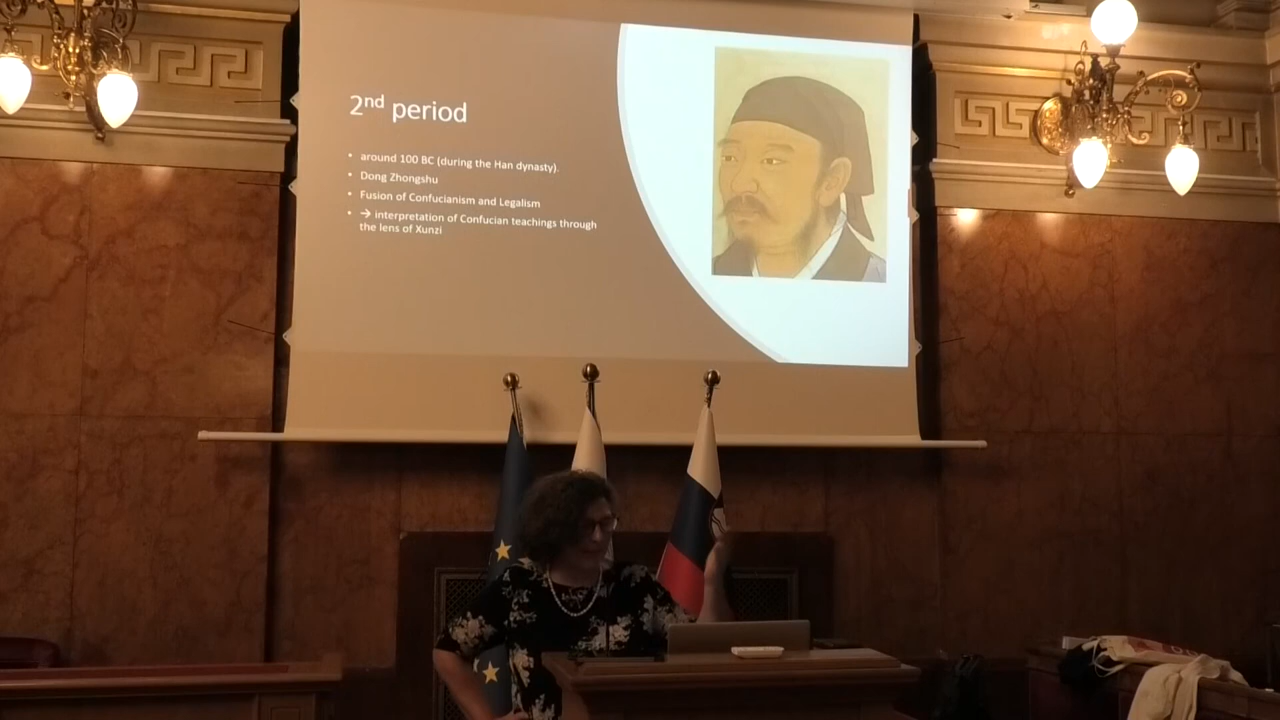 2nd period
• around 100 BC (during the Han dysnasty).
• Dong Zhongshu
• Fusion of Confucianism and Legalism
• → interpretation of Confucian teachings through
the lens of Xunzi